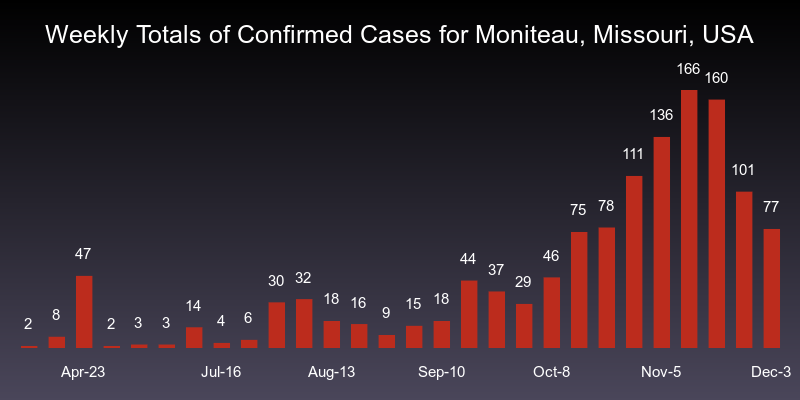 Weekly Totals of Confirmed Cases for Moniteau, Missouri, USA
2 8 47 2 3 3 14 4 6 30 32 18 16 9 15 18 44 37 29 46 75 78 111 136 166 160 101 77
Apr-23 Jul-16 Aug-13 Sep-10 Oct-8 Nov-5 Dec-3